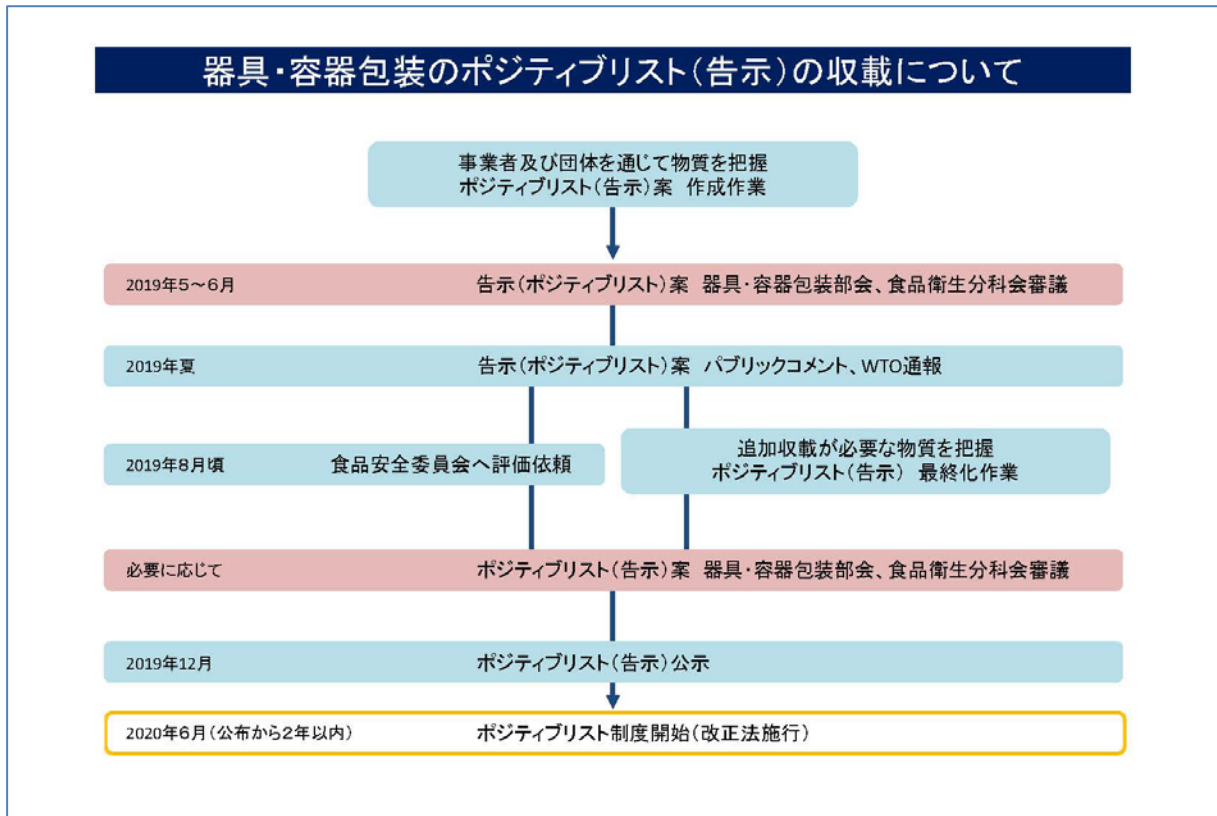 器具・容器包装のポジティブリスト(告示)の収載について
事業者及び団体を通じて物質を把握
ポジティブリスト(告示)案 作成作業
2019年5～6月 告示(ポジティブリスト)案 器具・容器包装部会、食品衛生分科会審議
2019年夏 告示(ポジティブリスト)案 パブリックコメント、WTO通報
2019年8月頃 食品安全委員会へ評価依頼
追加収載が必要な物質を把握
ポジティブリスト(告示) 最終化作業
必要に応じて ポジティブリスト(告示)案 器具・容器包装部会、食品衛生分科会審議
2019年12月 ポジティブリスト(告示)公示
2020年6月(公布から2年以内) ポジティブリスト制度開始(改正法施行)